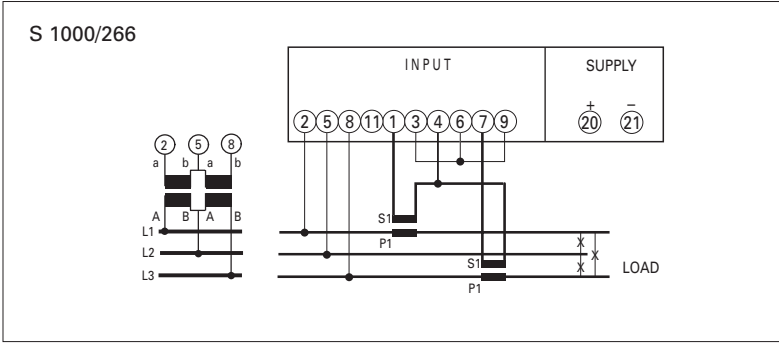 S 1000/266
INPUT
SUPPLY
+ –
2 5 8 11 1 3 4 6 7 9
20 21
2 5 8
a b a b
A B A B
S1
L1
P1
L2
S1
L3
LOAD
P1
X
X
X